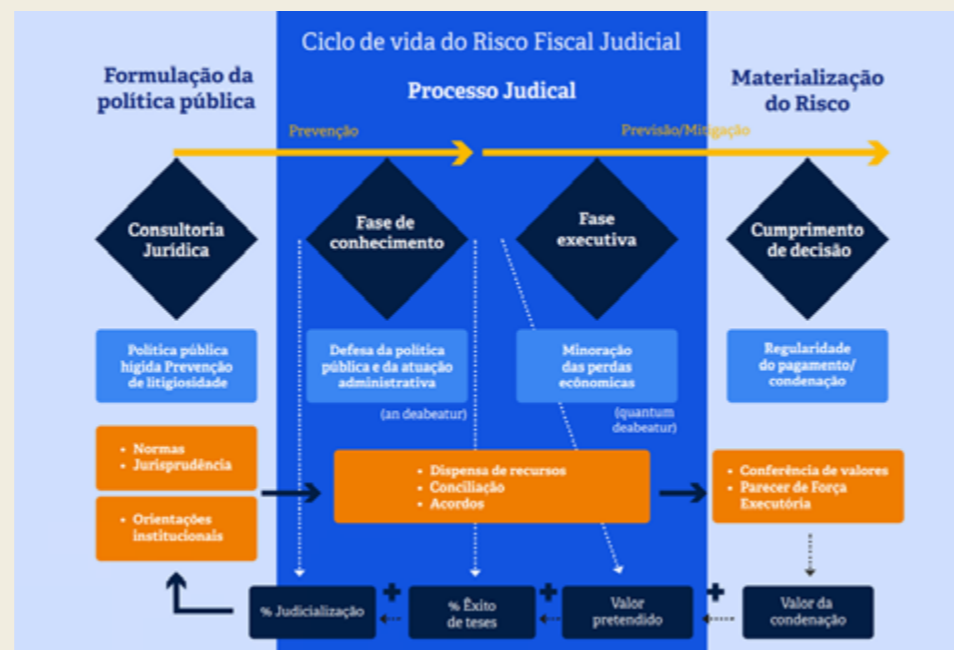 Ciclo de vida do Risco Fiscal Judicial
Formulação da
política pública
Processo Judical
Materialização
do Risco
Prevenção
Previsão/Mitigação
Consultoria
Jurídica
Fase de
conhecimento
Fase
executiva
Cumprimento
de decisão
Política pública
higida Prevenção
de litigiosidade
Defesa da política
pública e da atuação
administrativa
Minoração
das perdas
ecônomicas
Regularidade
do pagamento/
condenação
(an deabeatur)
(quantum
deabeatur)
• Normas
• Jurisprudência
• Orientações
institucionais
• Dispensa de recursos
• Conciliação
• Acordos
• Conferência de valores
• Parecer de Força
Executória
% Judicialização
+
% Êxito
de teses
+
Valor
pretendido
+
Valor da
condenação